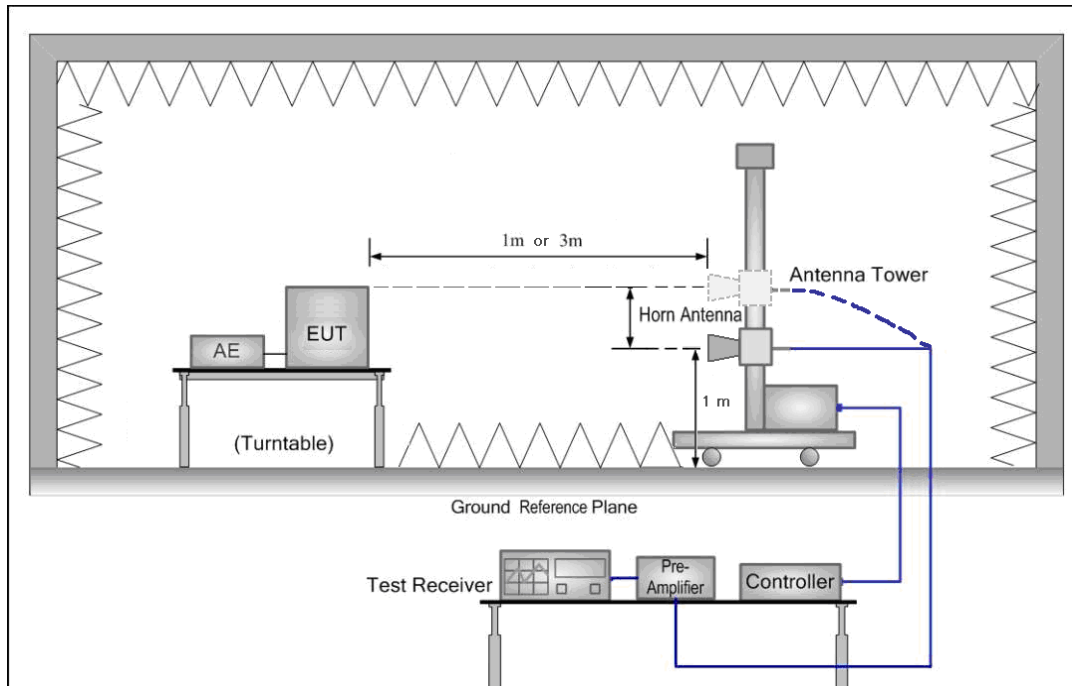 1m or 3m
Antenna Tower
Horn Antenna
EUT
AE
1 m
(Turntable)
Ground Reference Plane
Test Receiver
Pre-
Amplifier
Controller